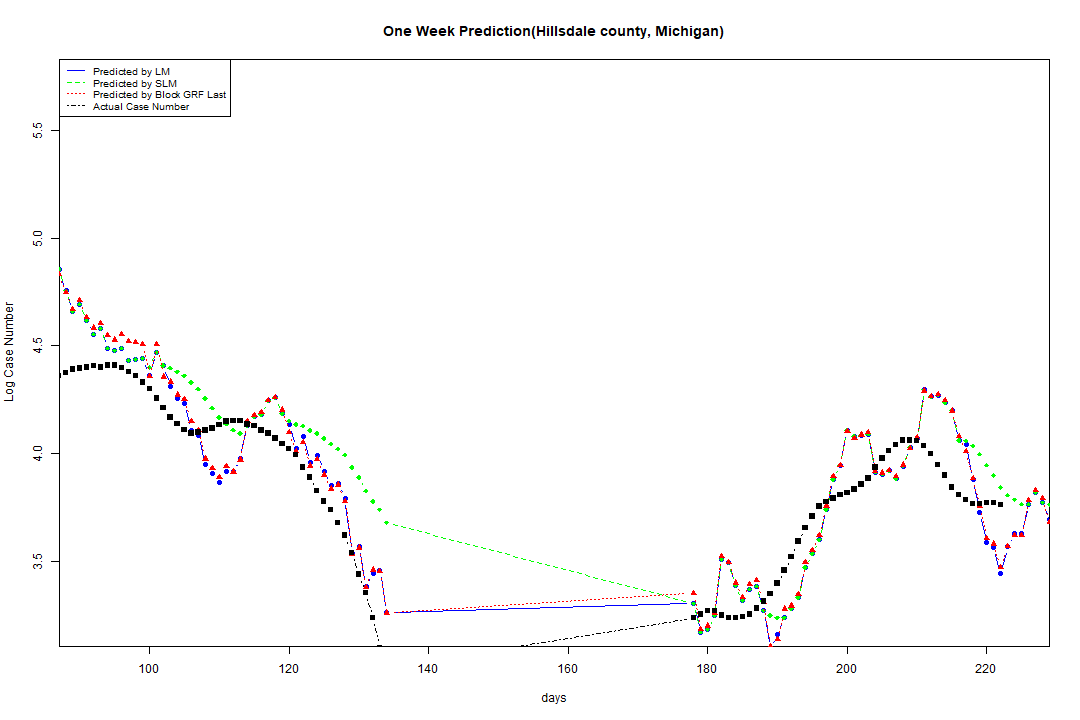 One Week Prediction(Hillsdale county, Michigan)
Predicted by LM
Predicted by SLM
Predicted by Block GRF Last
Actual Case Number
5.5
5.0
4.5
4.0
3.5
Log Case Number
100 120 140 160 180 200 220
days